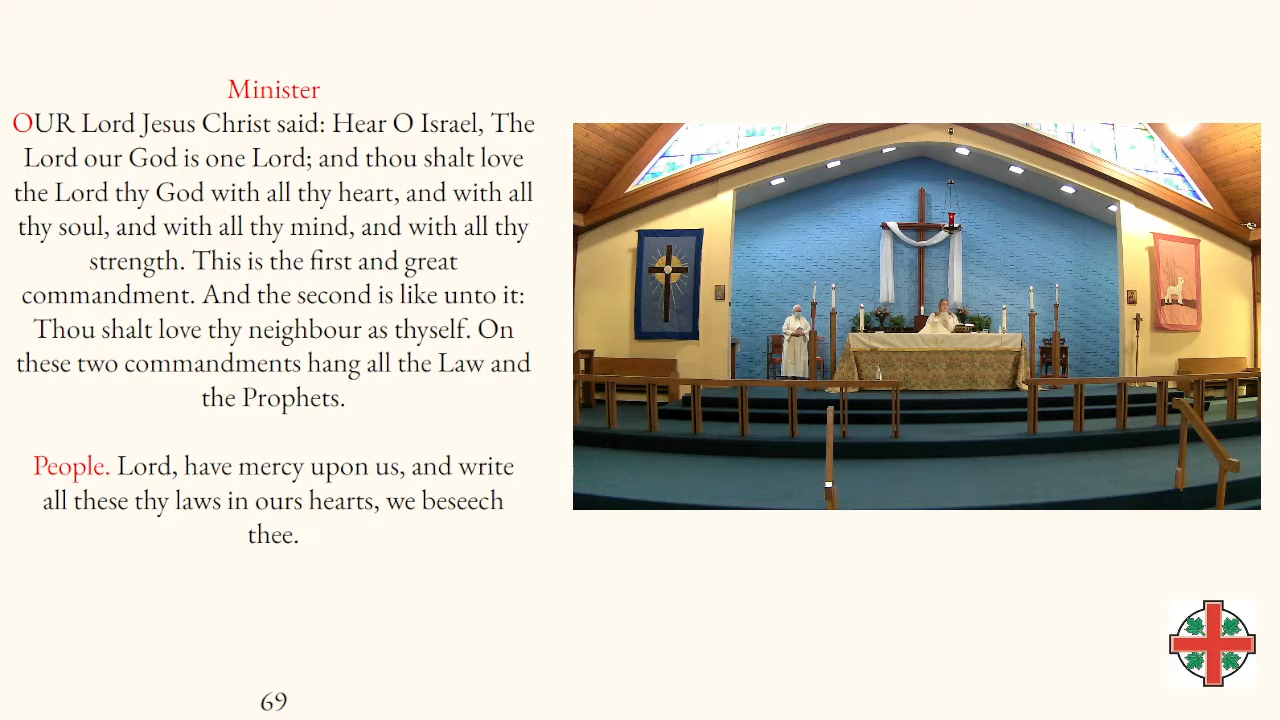 Minister
OUR Lord Jesus Christ said: Hear O Israel, The
Lord our God is one Lord; and thou shalt love
the Lord thy God with all thy heart, and with all
thy soul, and with all thy mind, and with all thy
strength. This is the first and great
commandment. And the second is like unto it:
Thou shalt love thy neighbour as thyself. On
these two commandments hang all the Law and
the Prophets.
People. Lord, have mercy upon us, and write
all these thy laws in ours hearts, we beseech
thee.
69